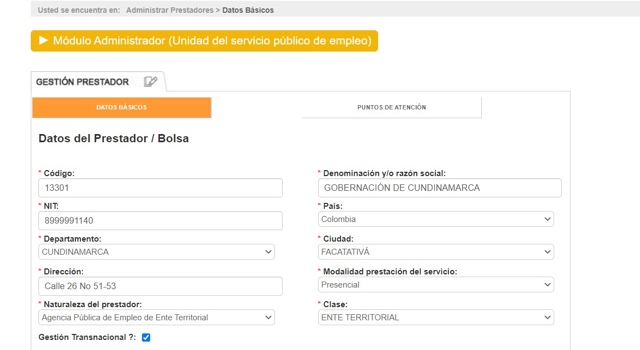 Usted se encuentra en: Administrar Prestadores > Datos Básicos
Módulo Administrador (Unidad del servicio público de empleo)
GESTIÓN PRESTADOR
DATOS BÁSICOS PUNTOS DE ATENCIÓN
Datos del Prestador / Bolsa
* Código: * Denominación y/o razón social:
13301 GOBERNACIÓN DE CUNDINAMARCA
* NIT: * País:
8999991140 Colombia
* Departamento: * Ciudad:
CUNDINAMARCA FACATATIVÁ
* Dirección: * Modalidad prestación del servicio:
Calle 26 No 51-53 Presencial
* Naturaleza del prestador: * Clase:
Agencia Pública de Empleo de Ente Territorial ENTE TERRITORIAL
Gestión Transnacional ?: